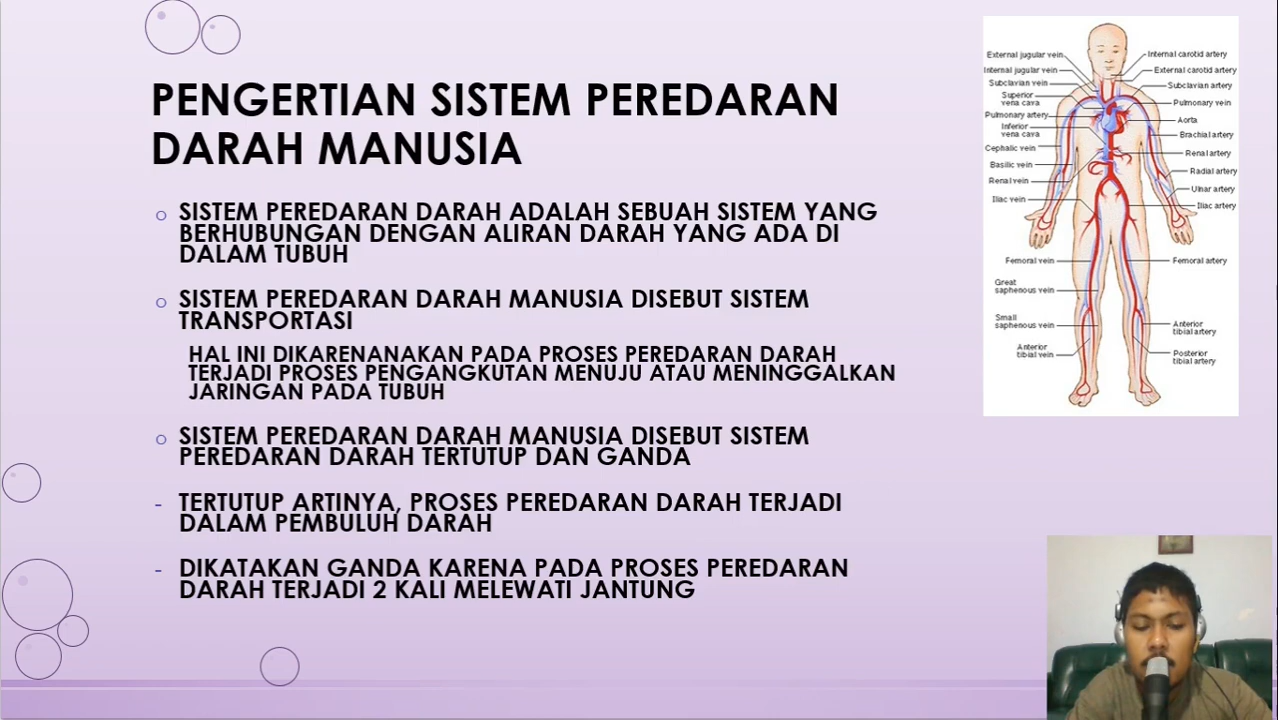 PENGERTIAN SISTEM PEREDARAN
DARAH MANUSIA
SISTEM PEREDARAN DARAH ADALAH SEBUAH SISTEM YANG
BERHUBUNGAN DENGAN ALIRAN DARAH YANG ADA DI
DALAM TUBUH
SISTEM PEREDARAN DARAH MANUSIA DISEBUT SISTEM
TRANSPORTASI
HAL INI DIKARENANAKAN PADA PROSES PEREDARAN DARAH
TERJADI PROSES PENGANGKUTAN MENUJU ATAU MENINGGALKAN
JARINGAN PADA TUBUH
SISTEM PEREDARAN DARAH MANUSIA DISEBUT SISTEM
PEREDARAN DARAH TERTUTUP DAN GANDA
- TERTUTUP ARTINYA, PROSES PEREDARAN DARAH TERJADI
DALAM PEMBULUH DARAH
- DIKATAKAN GANDA KARENA PADA PROSES PEREDARAN
DARAH TERJADI 2 KALI MELEWATI JANTUNG
External jugular vein
Internal jugular vein
Subclavian vein
Superior
vena cava
Pulmonary artery
Inferior
vena cava
Cephalic vein
Basilic vein
Renal vein
Iliac vein
Femoral vein
Great
saphenous vein
Small
saphenous vein
Anterior
tibial vein
Internal carotid artery
External carotid artery
Subclavian artery
Pulmonary vein
Aorta
Brachial artery
Renal artery
Radial artery
Ulnar artery
Iliac artery
Femoral artery
Anterior
tibial artery
Posterior
tibial artery